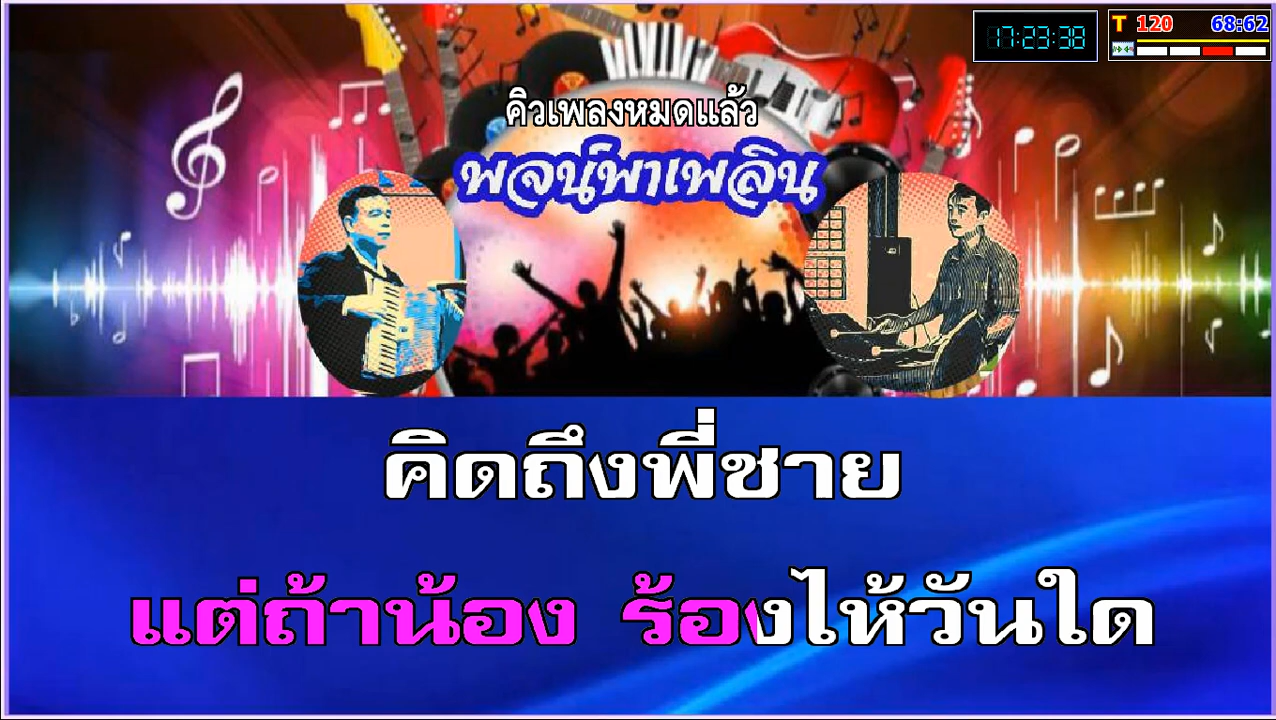 17:23:38
T 120 68:62
คิวเพลงหมดแล้ว
พจน์พาเพลิน
คิดถึงพี่ชาย
แต่ถ้าน้อง ร้องไห้วันใด